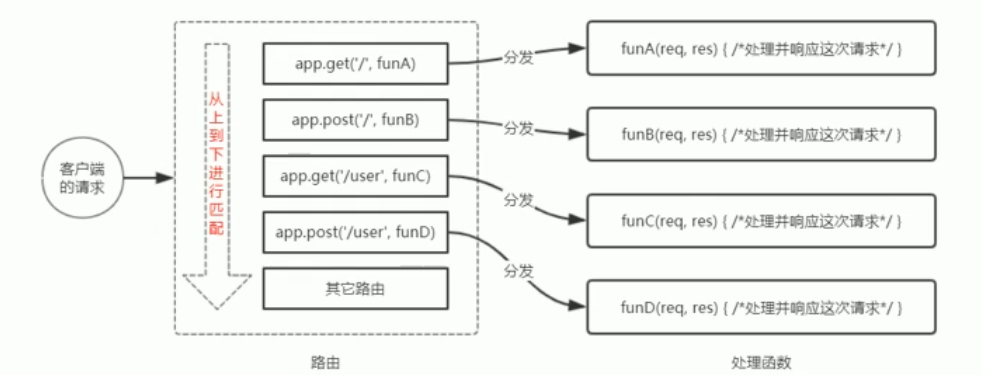 客户端
的请求
从上到下进行匹配
app.get('/', funA)
app.post('/', funB)
app.get('/user', funC)
app.post('/user', funD)
其它路由
分发
分发
分发
分发
funA(req, res) { /*处理并响应这次请求*/ }
funB(req, res) { /*处理并响应这次请求*/ }
funC(req, res) { /*处理并响应这次请求*/ }
funD(req, res) { /*处理并响应这次请求*/ }
路由
处理函数